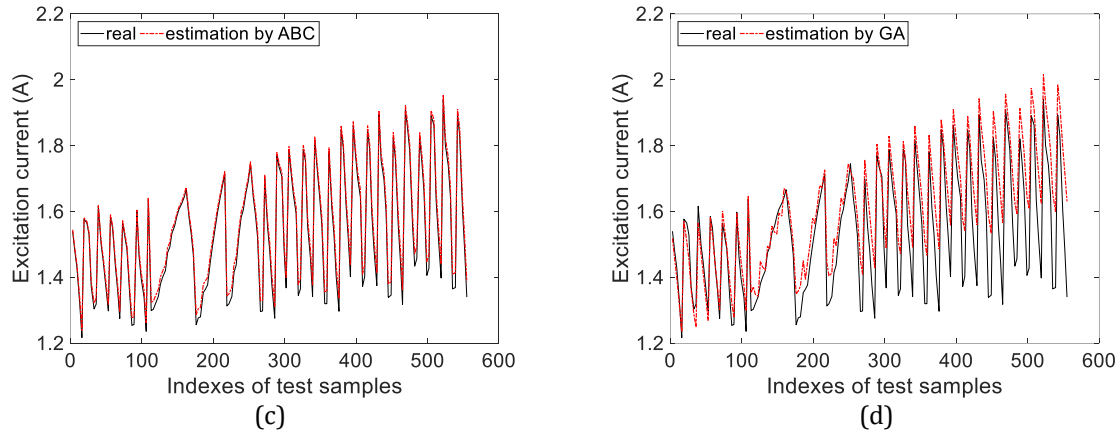 2.2
real
estimation by ABC
2
1.8
1.6
1.4
1.2
Excitation current (A)
0
100
200
300
400
500
600
Indexes of test samples
(c)
2.2
real
estimation by GA
2
1.8
1.6
1.4
1.2
Excitation current (A)
0
100
200
300
400
500
600
Indexes of test samples
(d)